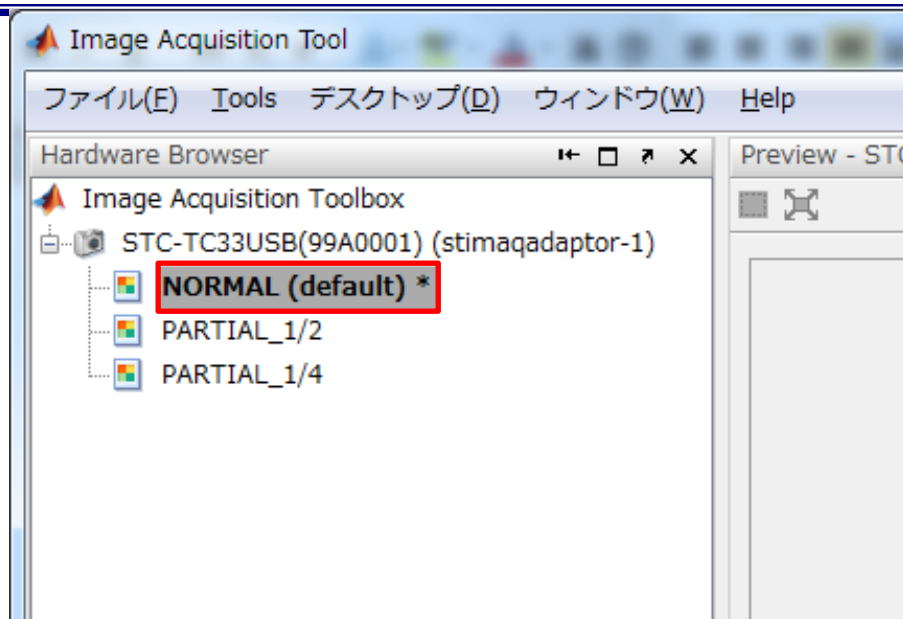 Image Acquisition Tool
ファイル(F) Tools デスクトップ(D) ウィンドウ(W) Help
Hardware Browser
Preview - ST
Image Acquisition Toolbox
STC-TC33USB(99A0001) (stimaqadaptor-1)
NORMAL (default) *
PARTIAL_1/2
PARTIAL_1/4